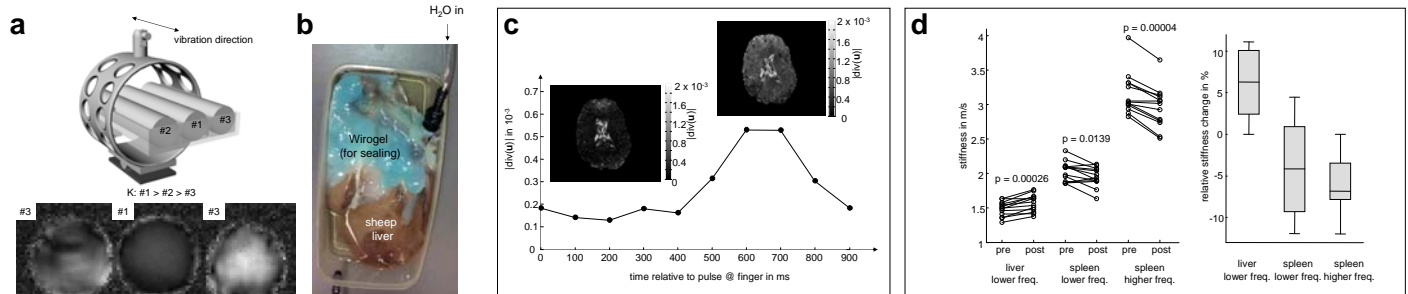 a
vibration direction
#2
#1
#3
K: #1 > #2 > #3
#3
#1
#3
b
H2O in
Wirogel
(for sealing)
sheep
liver
c
2 x 10⁻³
1.6
1.2
0.8
0.4
0
|div(u)|
2 x 10⁻³
1.6
1.2
0.8
0.4
0
|div(u)|
|div(u)| in 10⁻³
0.7
0.6
0.5
0.4
0.3
0.2
0.1
0
0 100 200 300 400 500 600 700 800 900
time relative to pulse @ finger in ms
d
stiffness in m/s
4
3.5
3
2.5
2
1.5
1
p = 0.00004
p = 0.0139
p = 0.00026
pre post pre post pre post
liver spleen spleen
lower freq. lower freq. higher freq.
relative stiffness change in %
10
5
0
-5
-10
liver spleen spleen
lower freq. lower freq. higher freq.